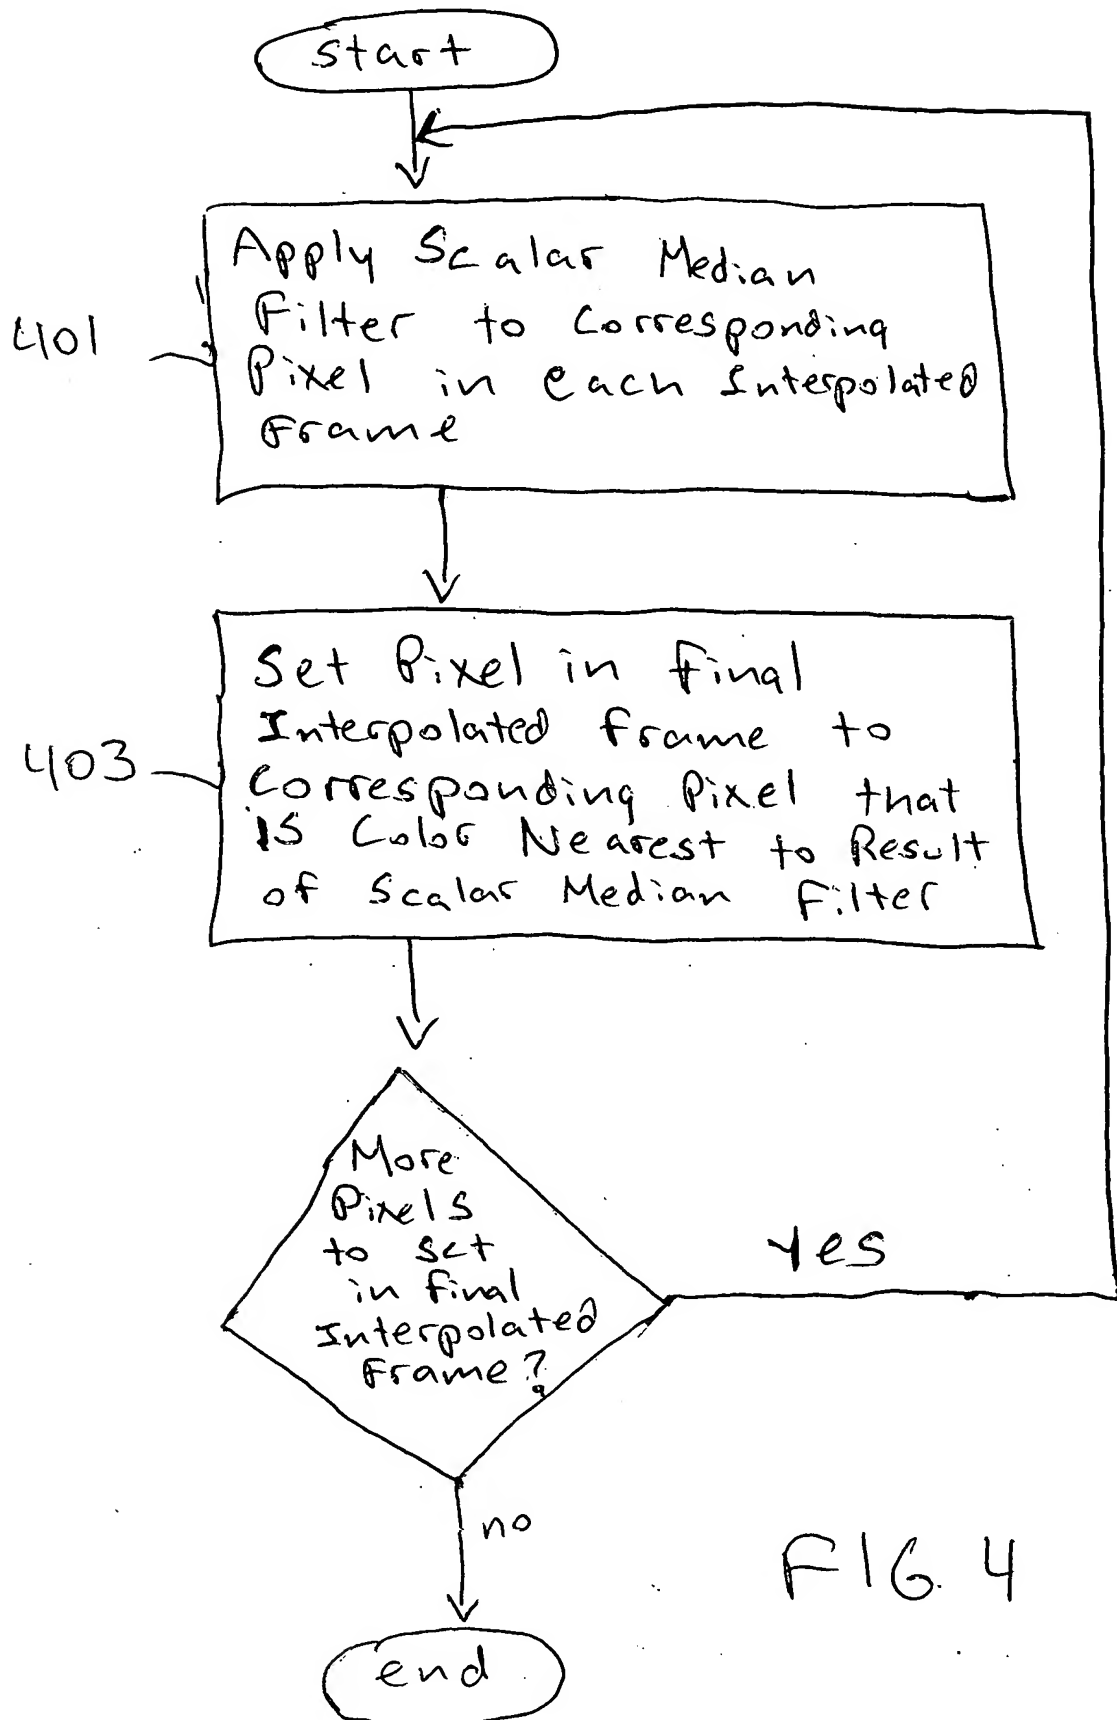 start
Apply Scalar Median
Filter to Corresponding
Pixel in each Interpolated
Frame
401
Set Pixel in Final
Interpolated Frame to
Corresponding Pixel that
is Color Nearest to Result
of Scalar Median Filter
403
More
Pixels
to set
in final
Interpolated
Frame?
yes
no
end
FIG. 4